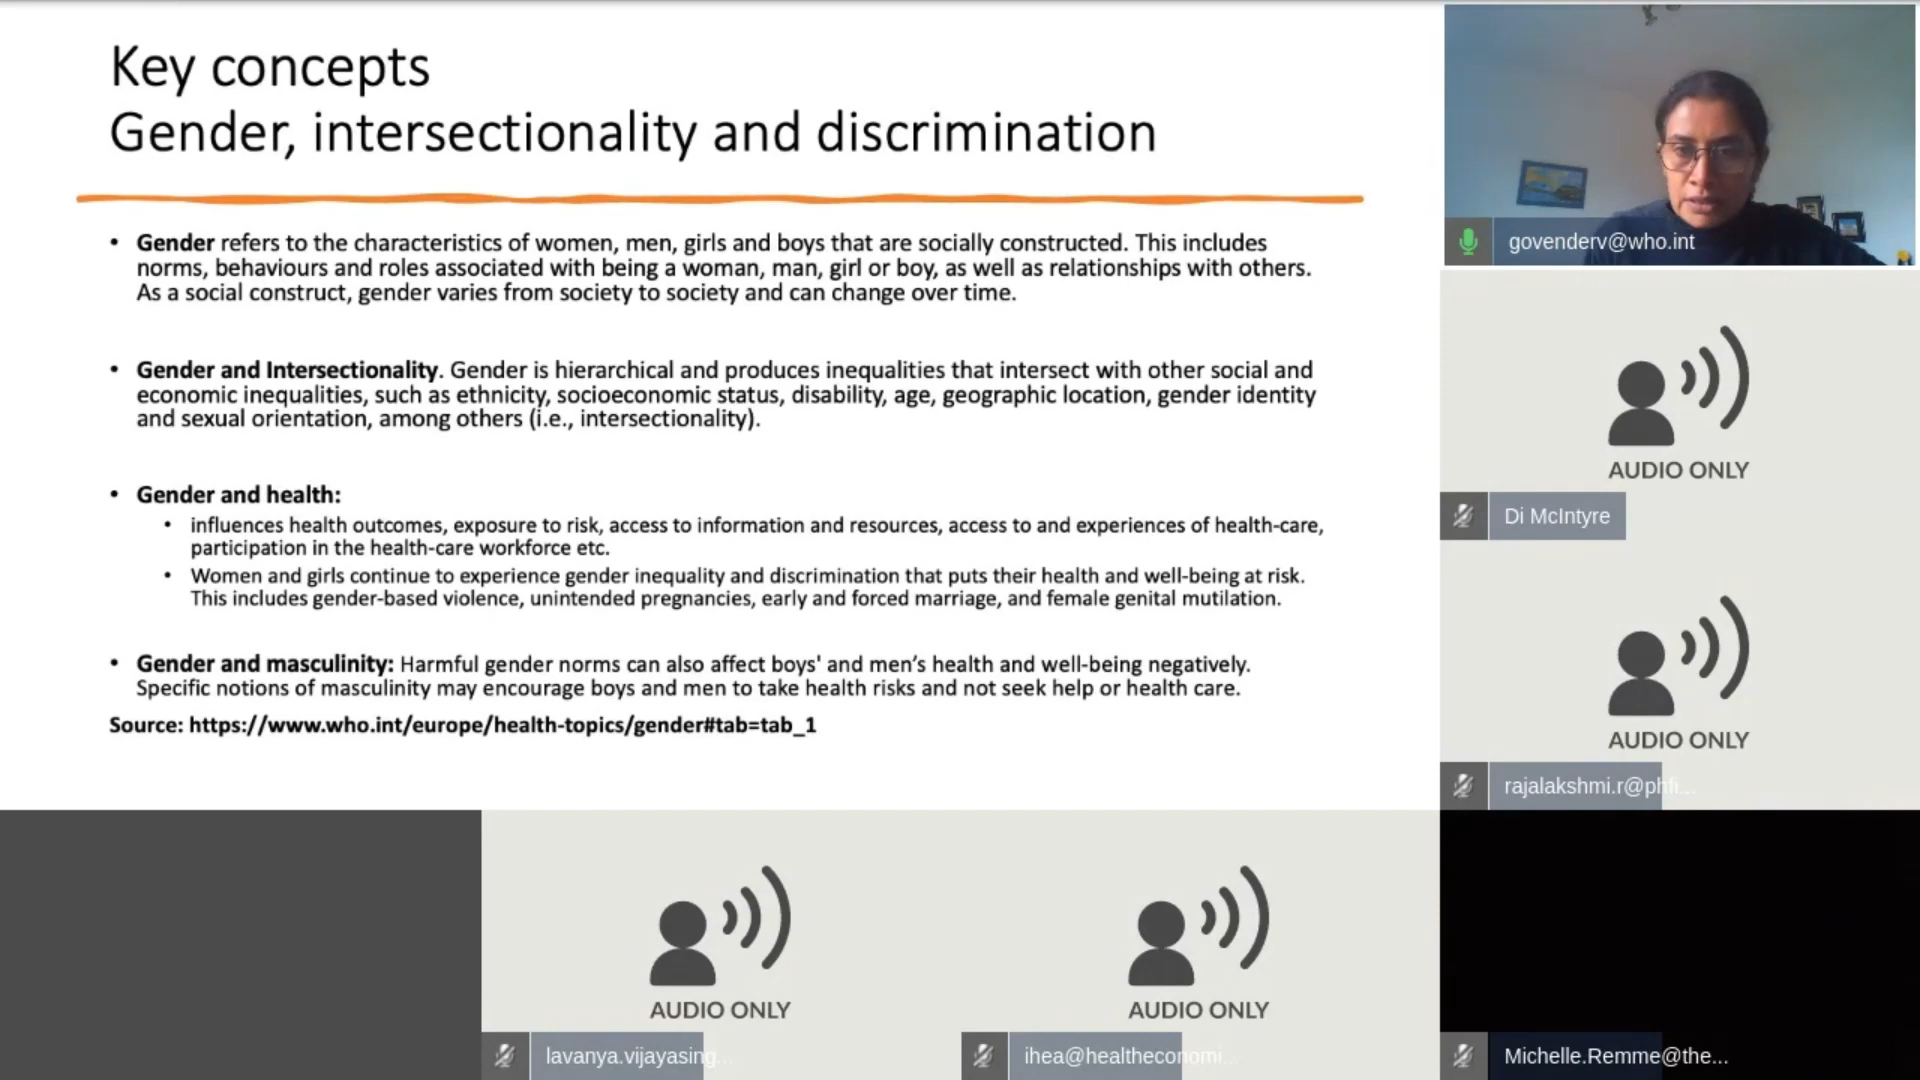 Key concepts
Gender, intersectionality and discrimination
• Gender refers to the characteristics of women, men, girls and boys that are socially constructed. This includes
norms, behaviours and roles associated with being a woman, man, girl or boy, as well as relationships with others.
As a social construct, gender varies from society to society and can change over time.
• Gender and Intersectionality. Gender is hierarchical and produces inequalities that intersect with other social and
economic inequalities, such as ethnicity, socioeconomic status, disability, age, geographic location, gender identity
and sexual orientation, among others (i.e., intersectionality).
• Gender and health:
• influences health outcomes, exposure to risk, access to information and resources, access to and experiences of health-care,
participation in the health-care workforce etc.
• Women and girls continue to experience gender inequality and discrimination that puts their health and well-being at risk.
This includes gender-based violence, unintended pregnancies, early and forced marriage, and female genital mutilation.
• Gender and masculinity: Harmful gender norms can also affect boys' and men’s health and well-being negatively.
Specific notions of masculinity may encourage boys and men to take health risks and not seek help or health care.
Source: https://www.who.int/europe/health-topics/gender#tab=tab_1
govenderv@who.int
AUDIO ONLY
Di McIntyre
AUDIO ONLY
rajalakshmi.r@phfi...
AUDIO ONLY
lavanya.vijayasing...
AUDIO ONLY
ihea@healtheconomi...
Michelle.Remme@the...